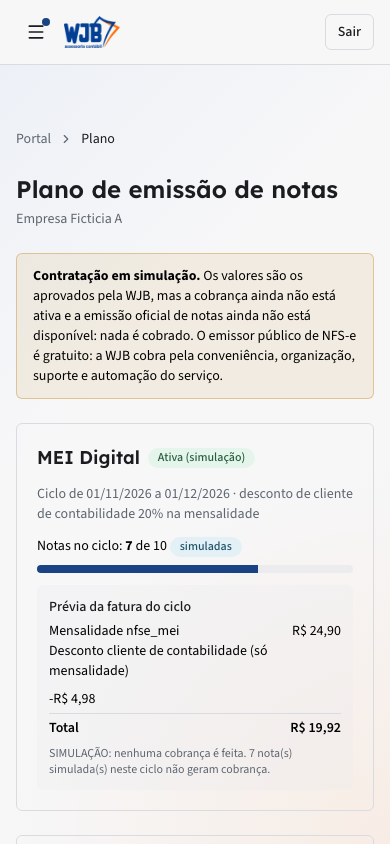 WJB
assessoria contábil
Sair
Portal
Plano
Plano de emissão de notas
Empresa Ficticia A
Contratação em simulação. Os valores são os
aprovados pela WJB, mas a cobrança ainda não está
ativa e a emissão oficial de notas ainda não está
disponível: nada é cobrado. O emissor público de NFS-e
é gratuito: a WJB cobra pela conveniência, organização,
suporte e automação do serviço.
MEI Digital
Ativa (simulação)
Ciclo de 01/11/2026 a 01/12/2026 · desconto de cliente
de contabilidade 20% na mensalidade
Notas no ciclo: 7 de 10 simuladas
Prévia da fatura do ciclo
Mensalidade nfse_mei R$ 24,90
Desconto cliente de contabilidade (só
mensalidade)
-R$ 4,98
Total R$ 19,92
SIMULAÇÃO: nenhuma cobrança é feita. 7 nota(s)
simulada(s) neste ciclo não geram cobrança.